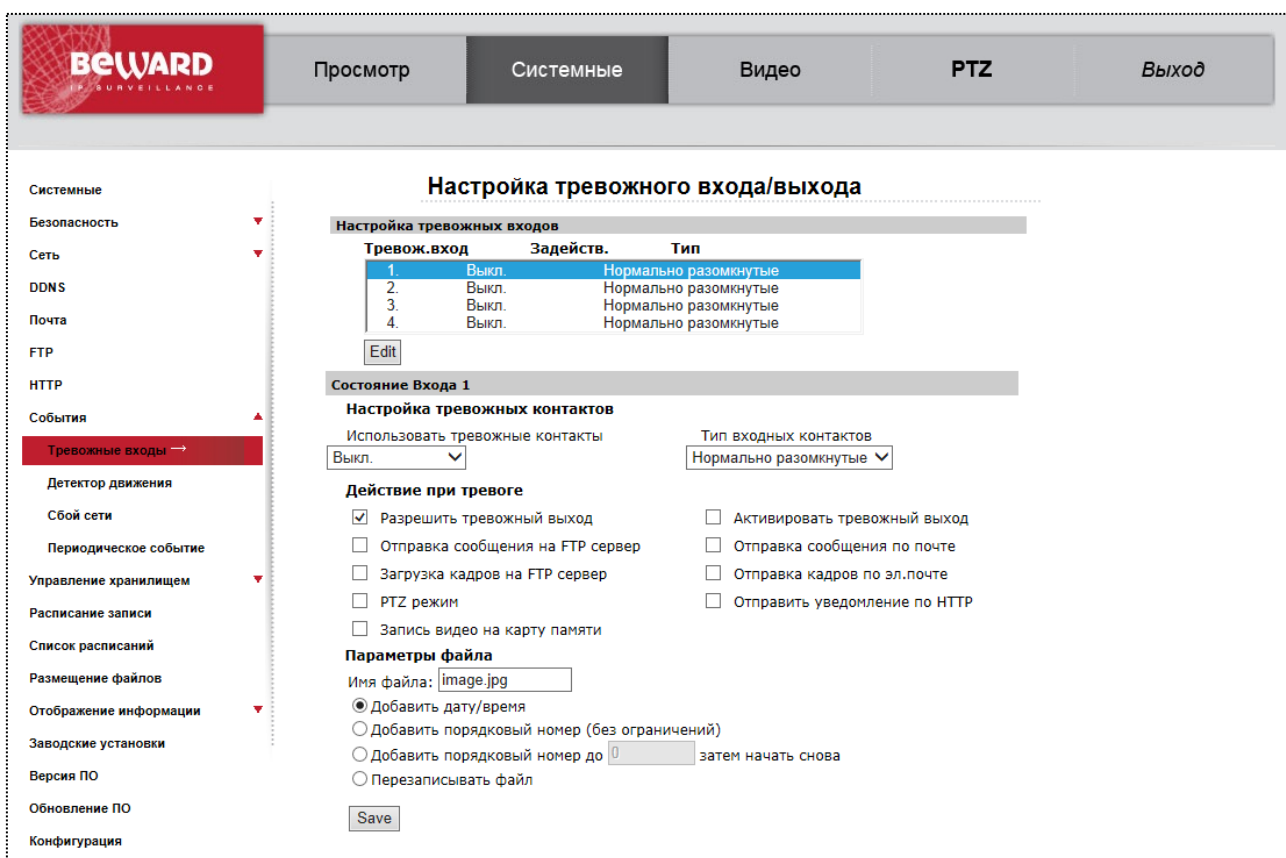 BEWARD
IP SURVEILLANCE
Просмотр
Системные
Видео
PTZ
Выход
Системные
Безопасность
Сеть
DDNS
Почта
FTP
HTTP
События
Тревожные входы →
Детектор движения
Сбой сети
Периодическое событие
Управление хранилищем
Расписание записи
Список расписаний
Размещение файлов
Отображение информации
Заводские установки
Версия ПО
Обновление ПО
Конфигурация
Настройка тревожного входа/выхода
Настройка тревожных входов
Тревож.вход Задейств. Тип
1. Выкл. Нормально разомкнутые
2. Выкл. Нормально разомкнутые
3. Выкл. Нормально разомкнутые
4. Выкл. Нормально разомкнутые
Edit
Состояние Входа 1
Настройка тревожных контактов
Использовать тревожные контакты Тип входных контактов
Выкл. Нормально разомкнутые
Действие при тревоге
Разрешить тревожный выход Активировать тревожный выход
Отправка сообщения на FTP сервер Отправка сообщения по почте
Загрузка кадров на FTP сервер Отправка кадров по эл.почте
PTZ режим Отправить уведомление по HTTP
Запись видео на карту памяти
Параметры файла
Имя файла: image.jpg
Добавить дату/время
Добавить порядковый номер (без ограничений)
Добавить порядковый номер до 0 затем начать снова
Перезаписывать файл
Save